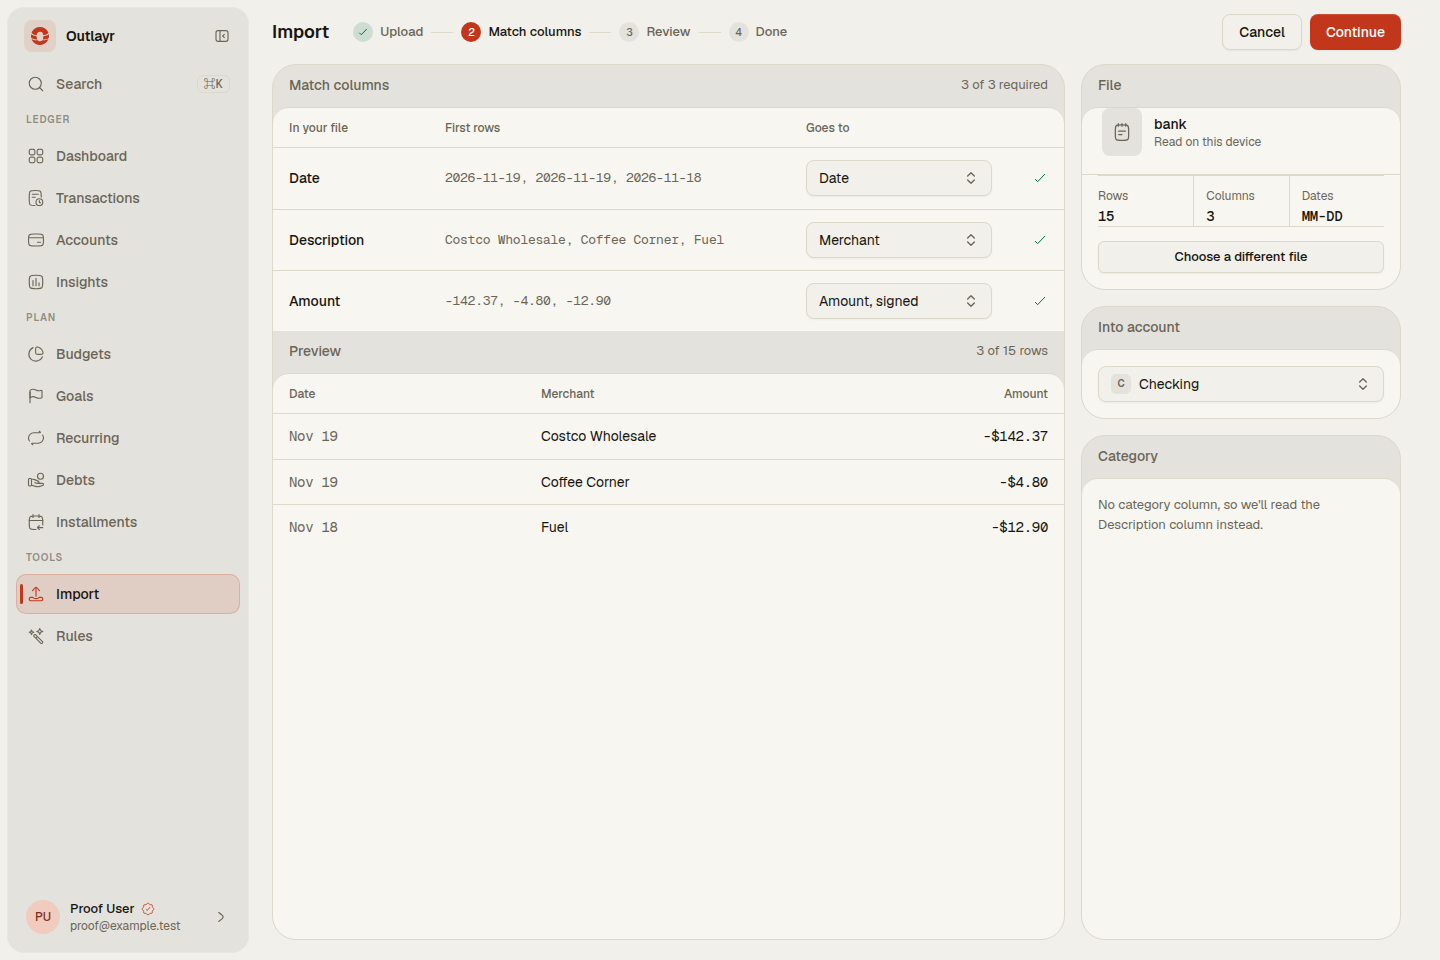 Outlayr
Search ⌘K
LEDGER
Dashboard
Transactions
Accounts
Insights
PLAN
Budgets
Goals
Recurring
Debts
Installments
TOOLS
Import
Rules
PU
Proof User
proof@example.test
Import
Upload
2 Match columns
3 Review
4 Done
Cancel
Continue
Match columns 3 of 3 required
In your file First rows Goes to
Date 2026-11-19, 2026-11-19, 2026-11-18 Date
Description Costco Wholesale, Coffee Corner, Fuel Merchant
Amount -142.37, -4.80, -12.90 Amount, signed
Preview 3 of 15 rows
Date Merchant Amount
Nov 19 Costco Wholesale -$142.37
Nov 19 Coffee Corner -$4.80
Nov 18 Fuel -$12.90
File
bank
Read on this device
Rows Columns Dates
15 3 MM-DD
Choose a different file
Into account
C Checking
Category
No category column, so we'll read the
Description column instead.